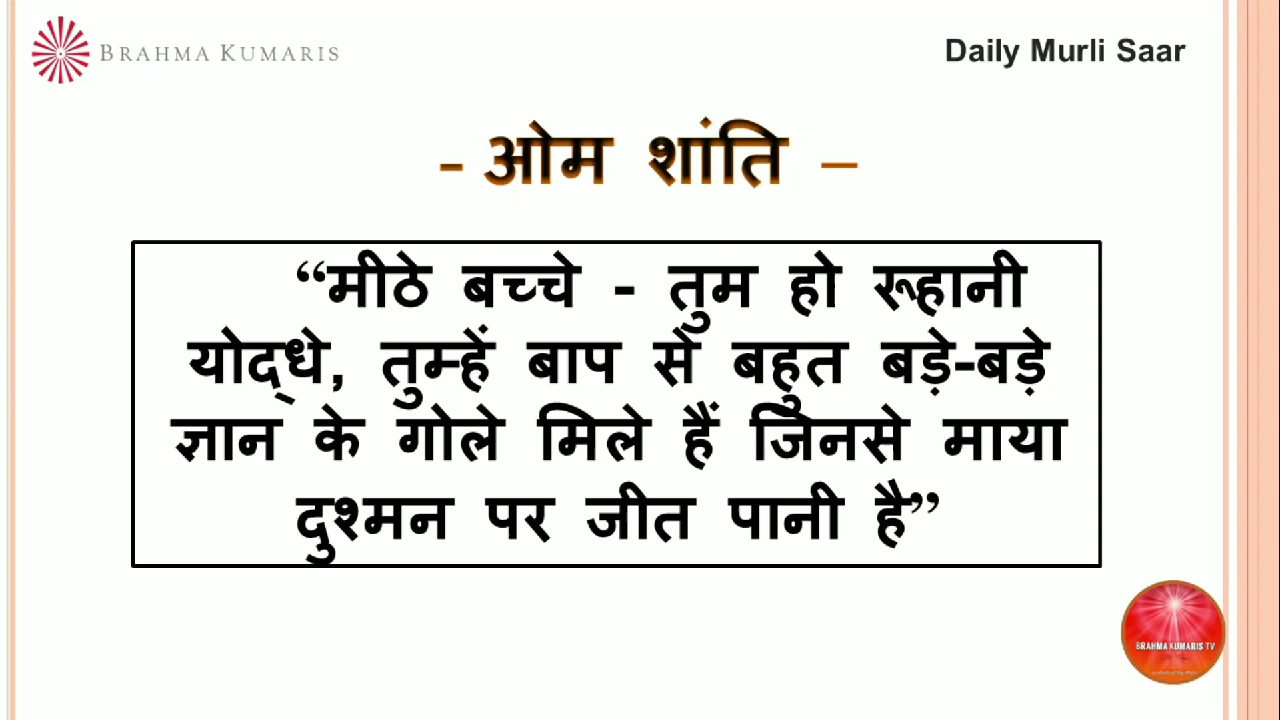 BRAHMA KUMARIS
Daily Murli Saar
- ओम शांति –
“मीठे बच्चे - तुम हो रूहानी
योद्धे, तुम्हें बाप से बहुत बड़े-बड़े
ज्ञान के गोले मिले हैं जिनसे माया
दुश्मन पर जीत पानी है”
BRAHMA KUMARIS TV